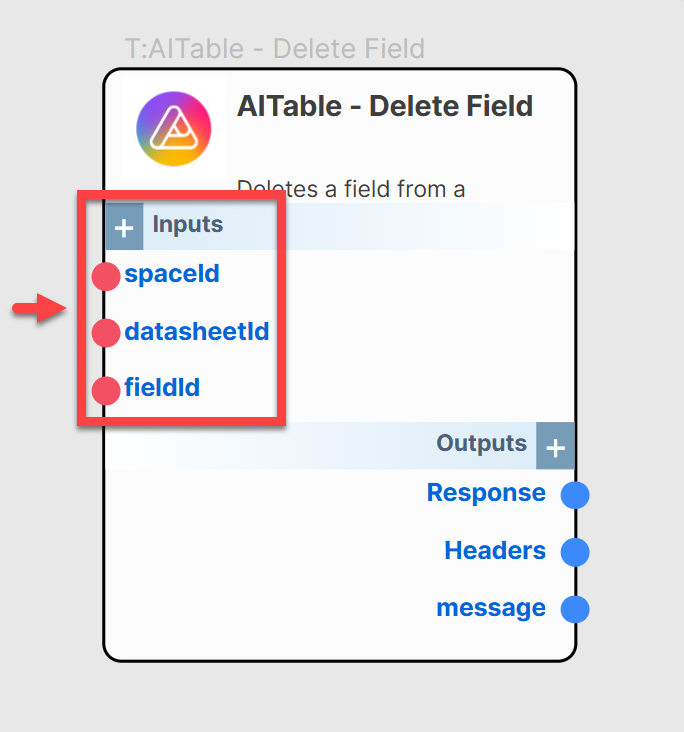 T:AITable - Delete Field
AITable - Delete Field
Deletes a field from a
+ Inputs
spaceId
datasheetId
fieldId
Outputs +
Response
Headers
message